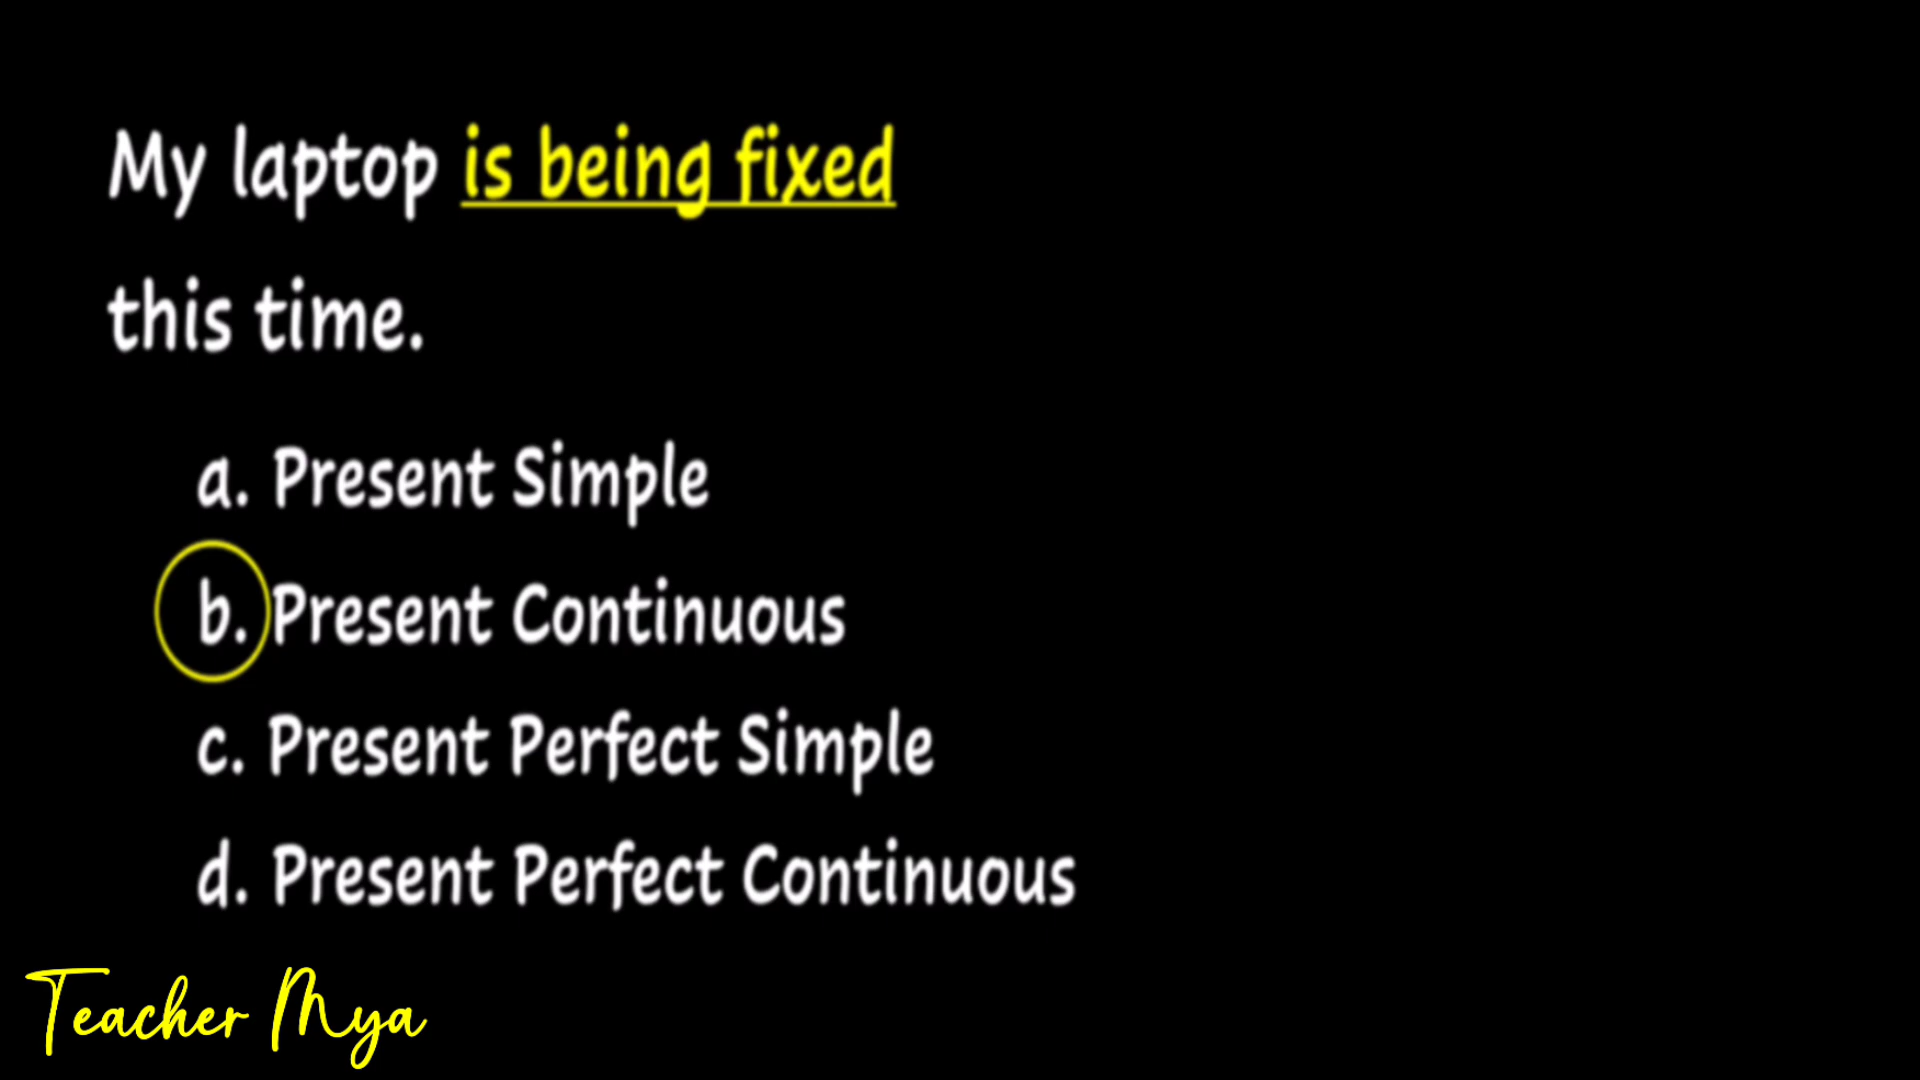 My laptop is being fixed
this time.
a. Present Simple
b. Present Continuous
c. Present Perfect Simple
d. Present Perfect Continuous
Teacher Mya